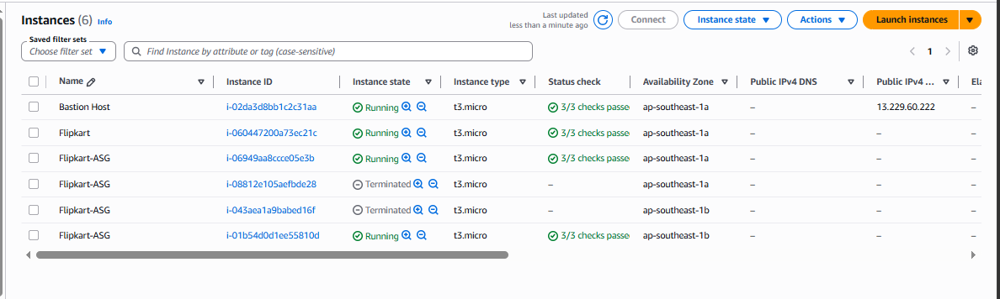 Instances (6) Info
Last updated
less than a minute ago
Connect
Instance state
Actions
Launch instances
Saved filter sets
Choose filter set
Find Instance by attribute or tag (case-sensitive)
1
Name Instance ID Instance state Instance type Status check Availability Zone Public IPv4 DNS Public IPv4 ... Ela
Bastion Host i-02da3d8bb1c2c31aa Running t3.micro 3/3 checks passe ap-southeast-1a – 13.229.60.222 –
Flipkart i-060447200a73ec21c Running t3.micro 3/3 checks passe ap-southeast-1a – – –
Flipkart-ASG i-06949aa8ccce05e3b Running t3.micro 3/3 checks passe ap-southeast-1a – – –
Flipkart-ASG i-08812e105aefbde28 Terminated t3.micro – ap-southeast-1a – – –
Flipkart-ASG i-043aea1a9babed16f Terminated t3.micro – ap-southeast-1b – – –
Flipkart-ASG i-01b54d0d1ee55810d Running t3.micro 3/3 checks passe ap-southeast-1b – – –